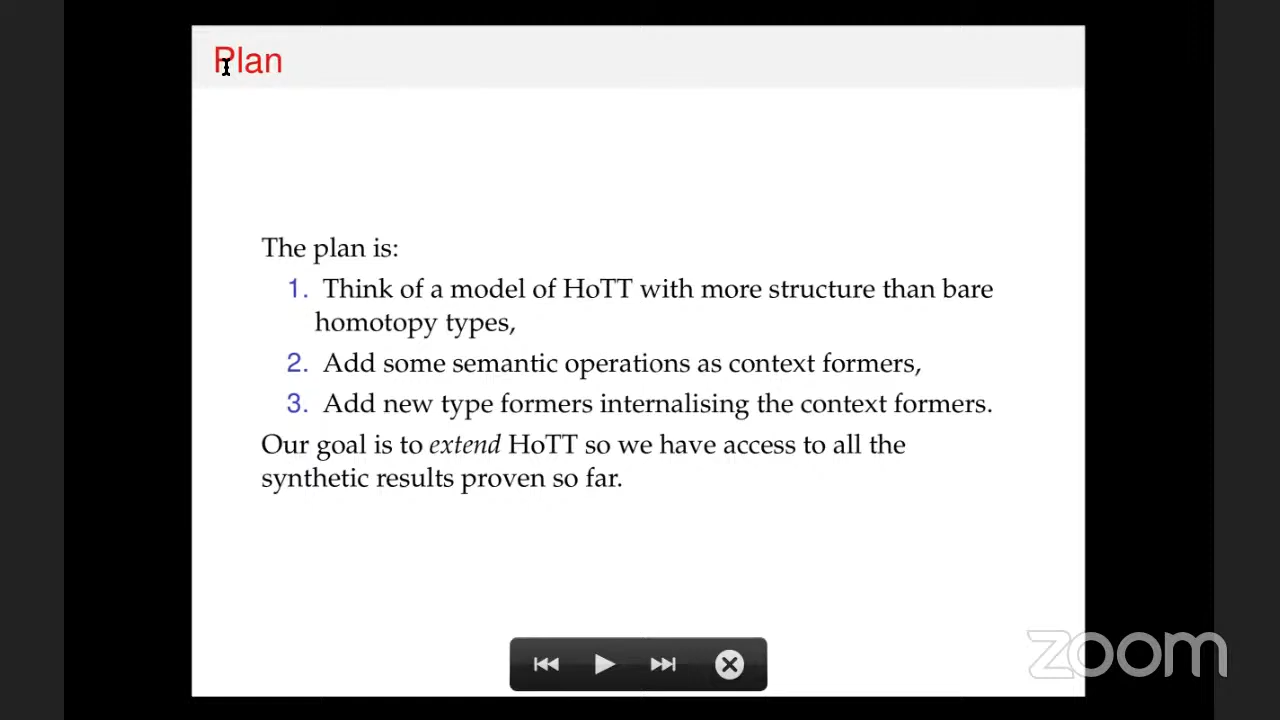 Plan
The plan is:
1. Think of a model of HoTT with more structure than bare
homotopy types,
2. Add some semantic operations as context formers,
3. Add new type formers internalising the context formers.
Our goal is to extend HoTT so we have access to all the
synthetic results proven so far.
zoom